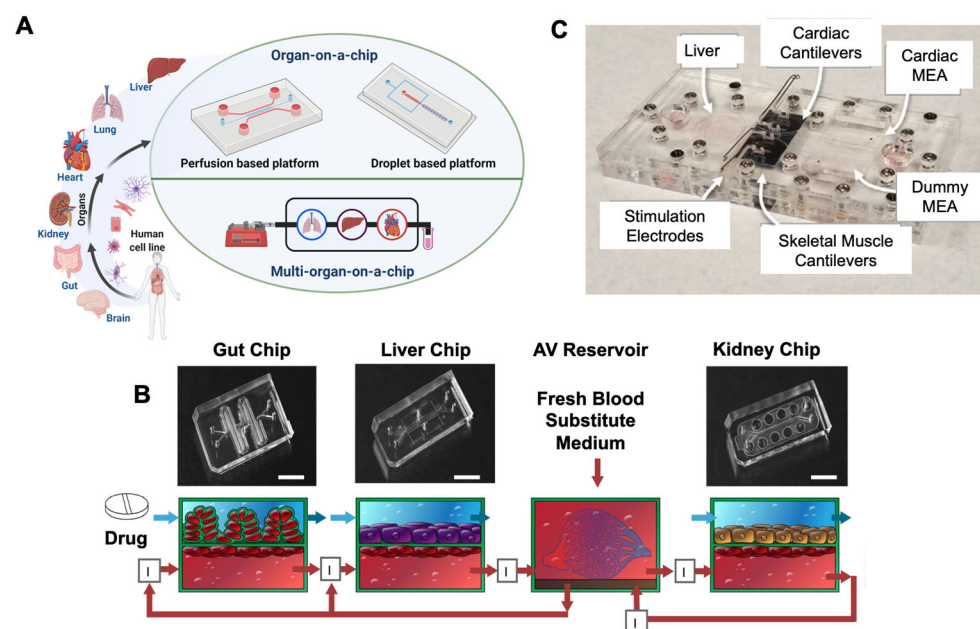 A
Organ-on-a-chip
Liver
Lung
Heart
Kidney
Gut
Brain
Organs
Human
cell line
Perfusion based platform
Droplet based platform
Multi-organ-on-a-chip
C
Liver
Cardiac
Cantilevers
Cardiac
MEA
Stimulation
Electrodes
Skeletal Muscle
Cantilevers
Dummy
MEA
B
Gut Chip
Liver Chip
AV Reservoir
Kidney Chip
Fresh Blood
Substitute
Medium
Drug
I
I
I
I
I